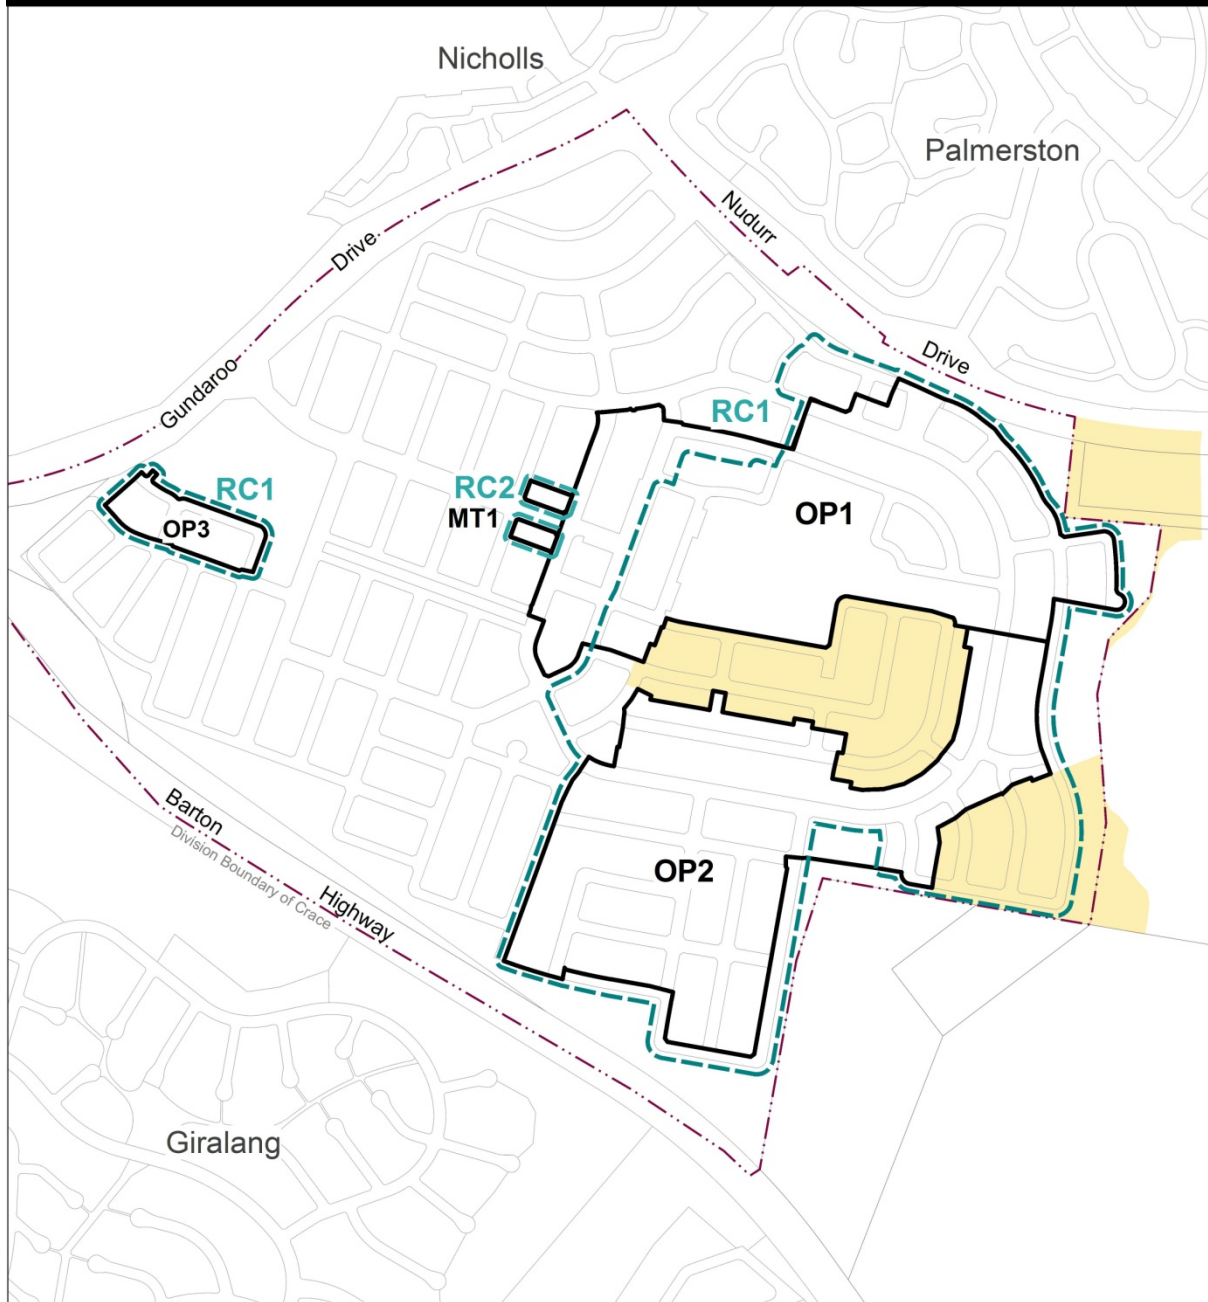 Nicholls
Palmerston
Nudurr
Drive
Drive
Gundaroo
RC1
RC1
RC2
OP1
MT1
OP3
Barton
Division Boundary of Crace
OP2
Highway
Giralang